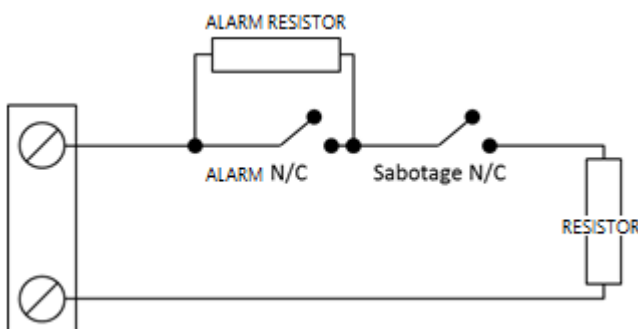 ALARM RESISTOR
ALARM N/C
Sabotage N/C
RESISTOR